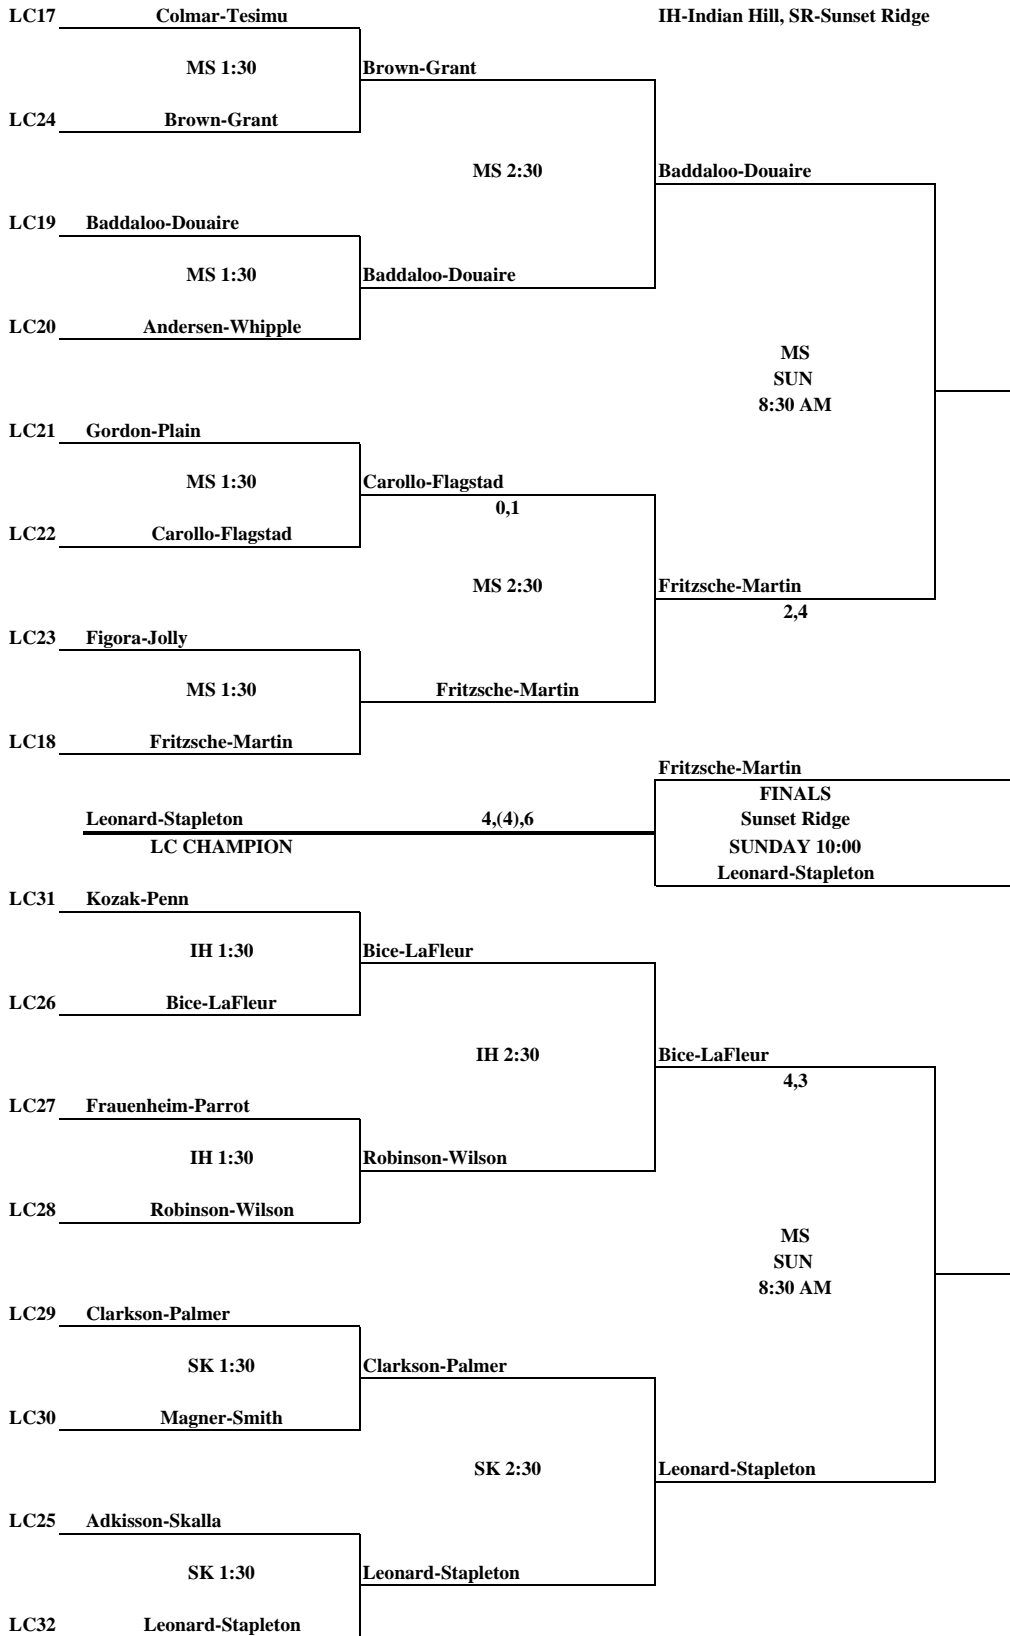 LC17 Colmar-Tesimu IH-Indian Hill, SR-Sunset Ridge
MS 1:30 Brown-Grant
LC24 Brown-Grant
MS 2:30 Baddaloo-Douaire
LC19 Baddaloo-Douaire
MS 1:30 Baddaloo-Douaire
LC20 Andersen-Whipple
MS
SUN
8:30 AM
LC21 Gordon-Plain
MS 1:30 Carollo-Flagstad
0,1
LC22 Carollo-Flagstad
MS 2:30 Fritzsche-Martin
2,4
LC23 Figora-Jolly
MS 1:30 Fritzsche-Martin
LC18 Fritzsche-Martin
Fritzsche-Martin
FINALS
Leonard-Stapleton 4,(4),6 Sunset Ridge
LC CHAMPION SUNDAY 10:00
Leonard-Stapleton
LC31 Kozak-Penn
IH 1:30 Bice-LaFleur
LC26 Bice-LaFleur
IH 2:30 Bice-LaFleur
4,3
LC27 Frauenheim-Parrot
IH 1:30 Robinson-Wilson
LC28 Robinson-Wilson
MS
SUN
8:30 AM
LC29 Clarkson-Palmer
SK 1:30 Clarkson-Palmer
LC30 Magner-Smith
SK 2:30 Leonard-Stapleton
LC25 Adkisson-Skalla
SK 1:30 Leonard-Stapleton
LC32 Leonard-Stapleton